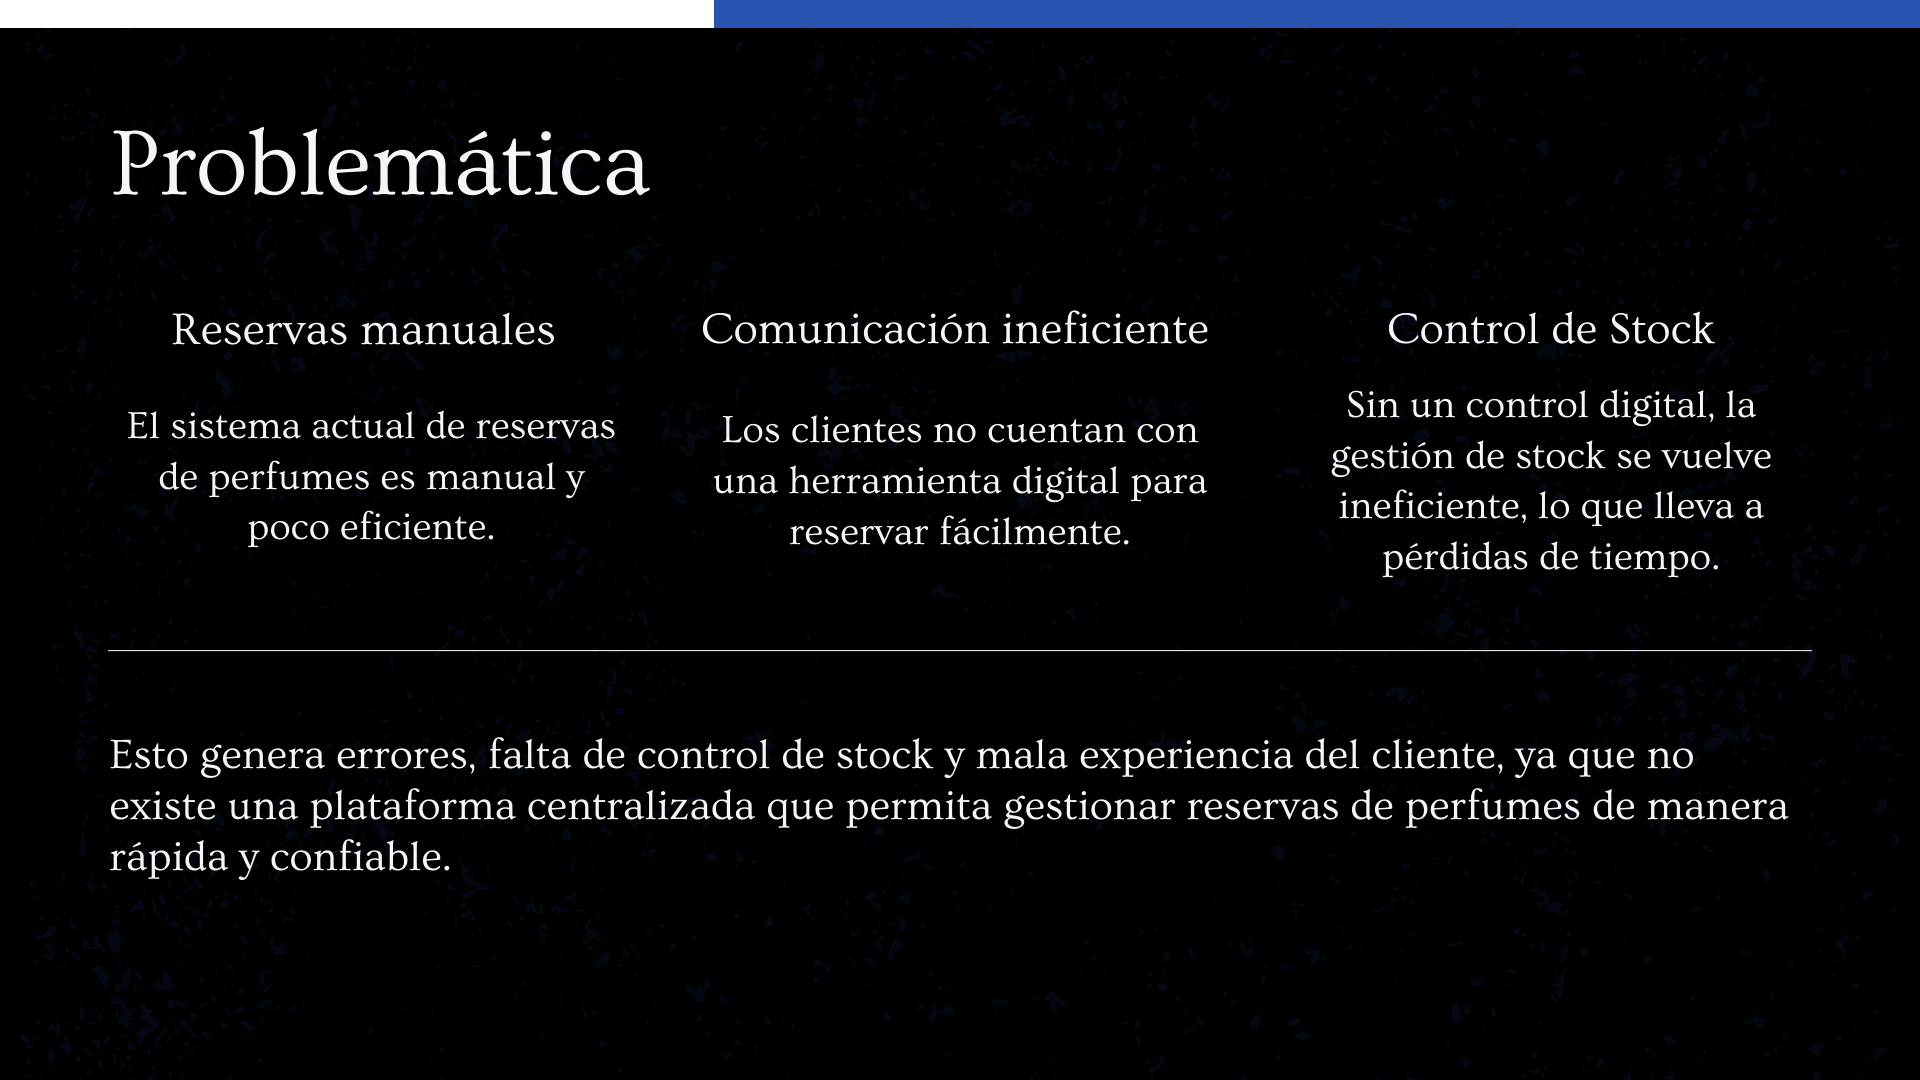 Problemática
Reservas manuales
El sistema actual de reservas
de perfumes es manual y
poco eficiente.
Comunicación ineficiente
Los clientes no cuentan con
una herramienta digital para
reservar fácilmente.
Control de Stock
Sin un control digital, la
gestión de stock se vuelve
ineficiente, lo que lleva a
pérdidas de tiempo.
Esto genera errores, falta de control de stock y mala experiencia del cliente, ya que no
existe una plataforma centralizada que permita gestionar reservas de perfumes de manera
rápida y confiable.